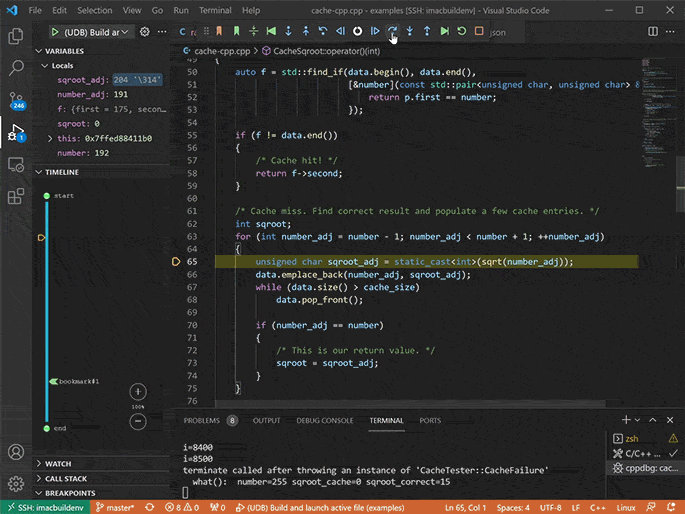 File Edit Selection View Go Run Terminal Help cache-cpp.cpp - examples [SSH: imacbuildenv] - Visual Studio Code
(UDB) Build ar
son
cache-cpp.cpp > CacheSqroot::operator()(int)
VARIABLES
Locals
sqroot_adj: 204 '\314'
number_adj: 191
f: {first = 175, secon…
sqroot: 0
this: 0x7ffed88411b0
number: 192
TIMELINE
start
bookmark#1
100%
end
WATCH
CALL STACK
BREAKPOINTS
246
1
49 {
50 auto f = std::find_if(data.begin(), data.end(),
51 [&number](const std::pair<unsigned char, unsigned char> &
52 return p.first == number;
53 });
54
55 if (f != data.end())
56 {
57 /* Cache hit! */
58 return f->second;
59 }
60
61 /* Cache miss. Find correct result and populate a few cache entries. */
62 int sqroot;
63 for (int number_adj = number - 1; number_adj < number + 1; ++number_adj)
64 {
65 unsigned char sqroot_adj = static_cast<int>(sqrt(number_adj));
66 data.emplace_back(number_adj, sqroot_adj);
67 while (data.size() > cache_size)
68 data.pop_front();
69
70 if (number_adj == number)
71 {
72 /* This is our return value. */
73 sqroot = sqroot_adj;
74 }
75 }
76
PROBLEMS 8 OUTPUT DEBUG CONSOLE TERMINAL PORTS
i=8400
i=8500
terminate called after throwing an instance of 'CacheTester::CacheFailure'
what(): number=255 sqroot_cache=0 sqroot_correct=15
zsh
C/C++ ...
cppdbg: cac...
SSH: imacbuildenv master* 8 0 0 (UDB) Build and launch active file (examples) Ln 65, Col 1 Spaces: 4 UTF-8 LF C++ Linux